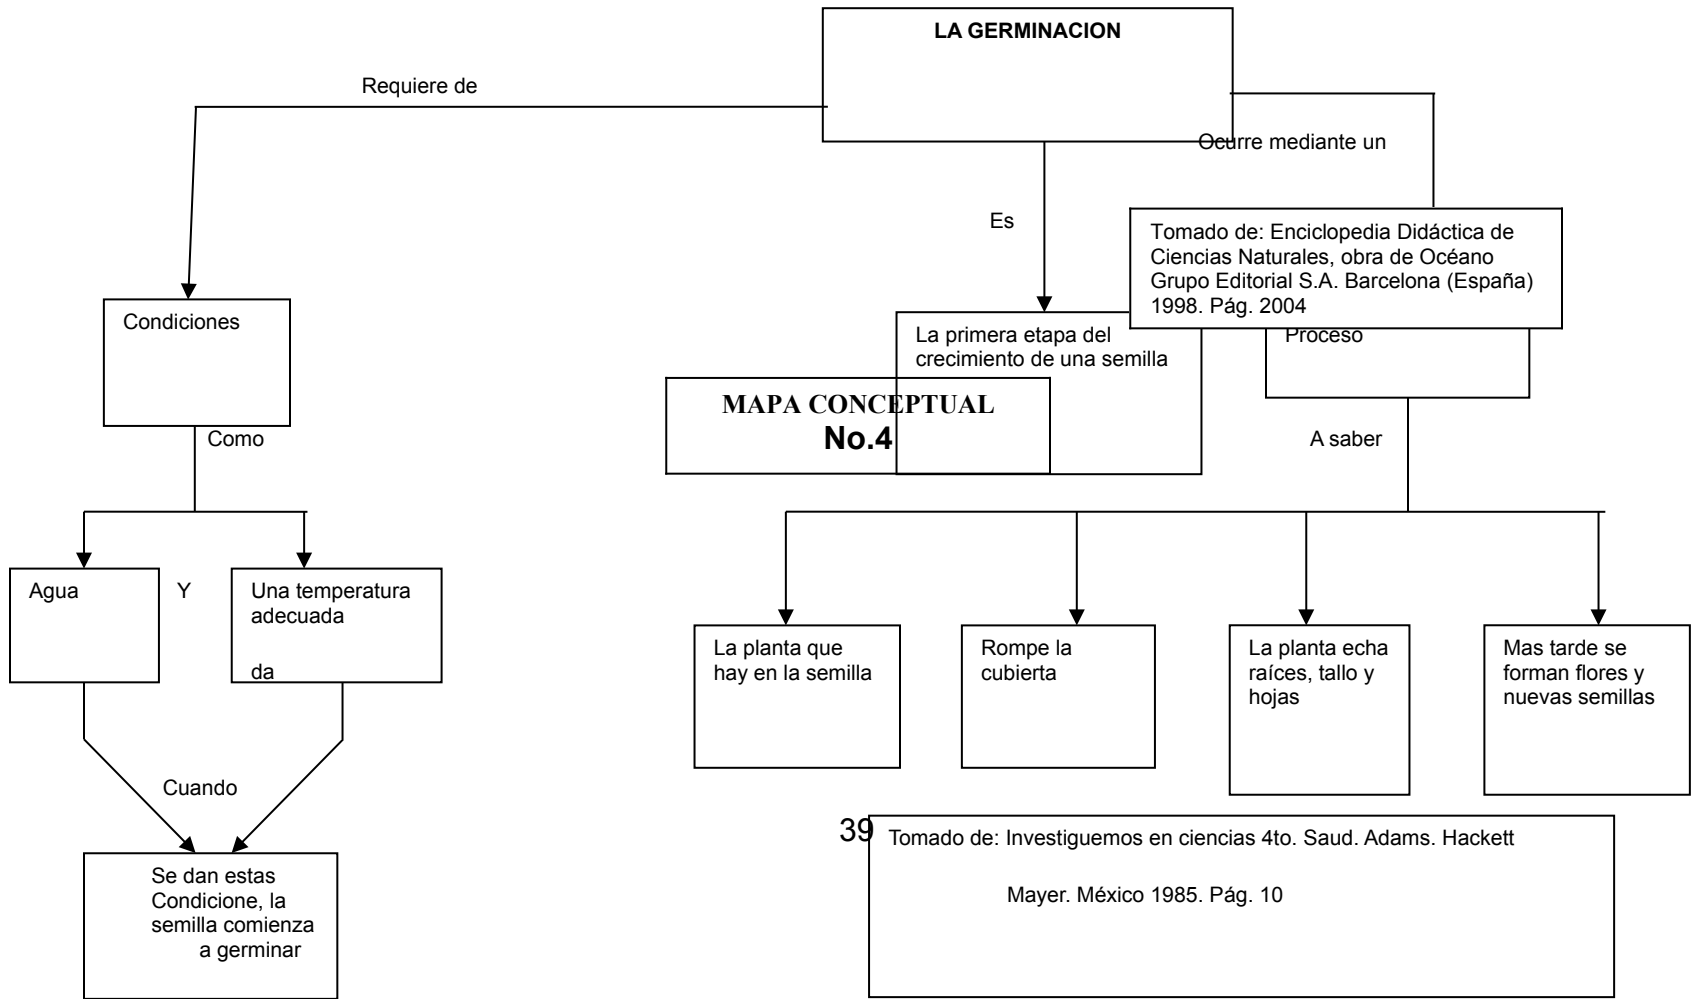 LA GERMINACION
Requiere de
Ocurre mediante un
Es
Tomado de: Enciclopedia Didáctica de
Ciencias Naturales, obra de Océano
Grupo Editorial S.A. Barcelona (España)
1998. Pág. 2004
Condiciones
La primera etapa del
crecimiento de una semilla
Proceso
MAPA CONCEPTUAL
No.4
Como
A saber
Agua
Y
Una temperatura
adecuada
da
La planta que
hay en la semilla
Rompe la
cubierta
La planta echa
raíces, tallo y
hojas
Mas tarde se
forman flores y
nuevas semillas
Cuando
Se dan estas
Condicione, la
semilla comienza
a germinar
39
Tomado de: Investiguemos en ciencias 4to. Saud. Adams. Hackett
Mayer. México 1985. Pág. 10